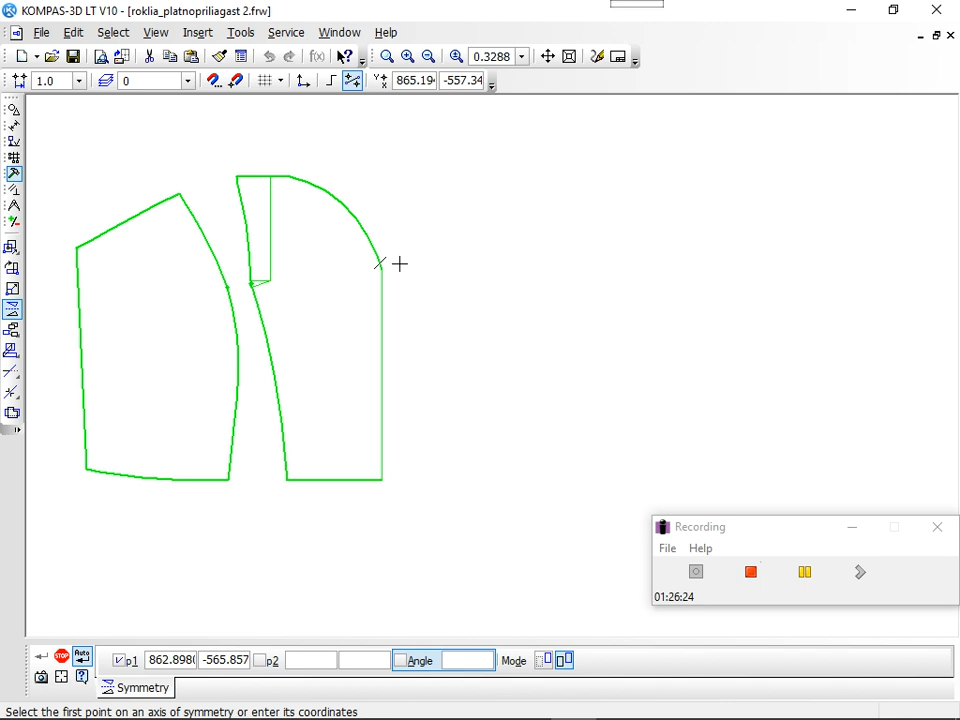 KOMPAS-3D LT V10 - [roklia_platnopriliagast 2.frw]
File Edit Select View Insert Tools Service Window Help
f(x) 0.3288
1.0 0 865.19 -557.34
Recording
File Help
01:26:24
Auto p1 862.898 -565.857 p2 Angle Mode
Symmetry
Select the first point on an axis of symmetry or enter its coordinates